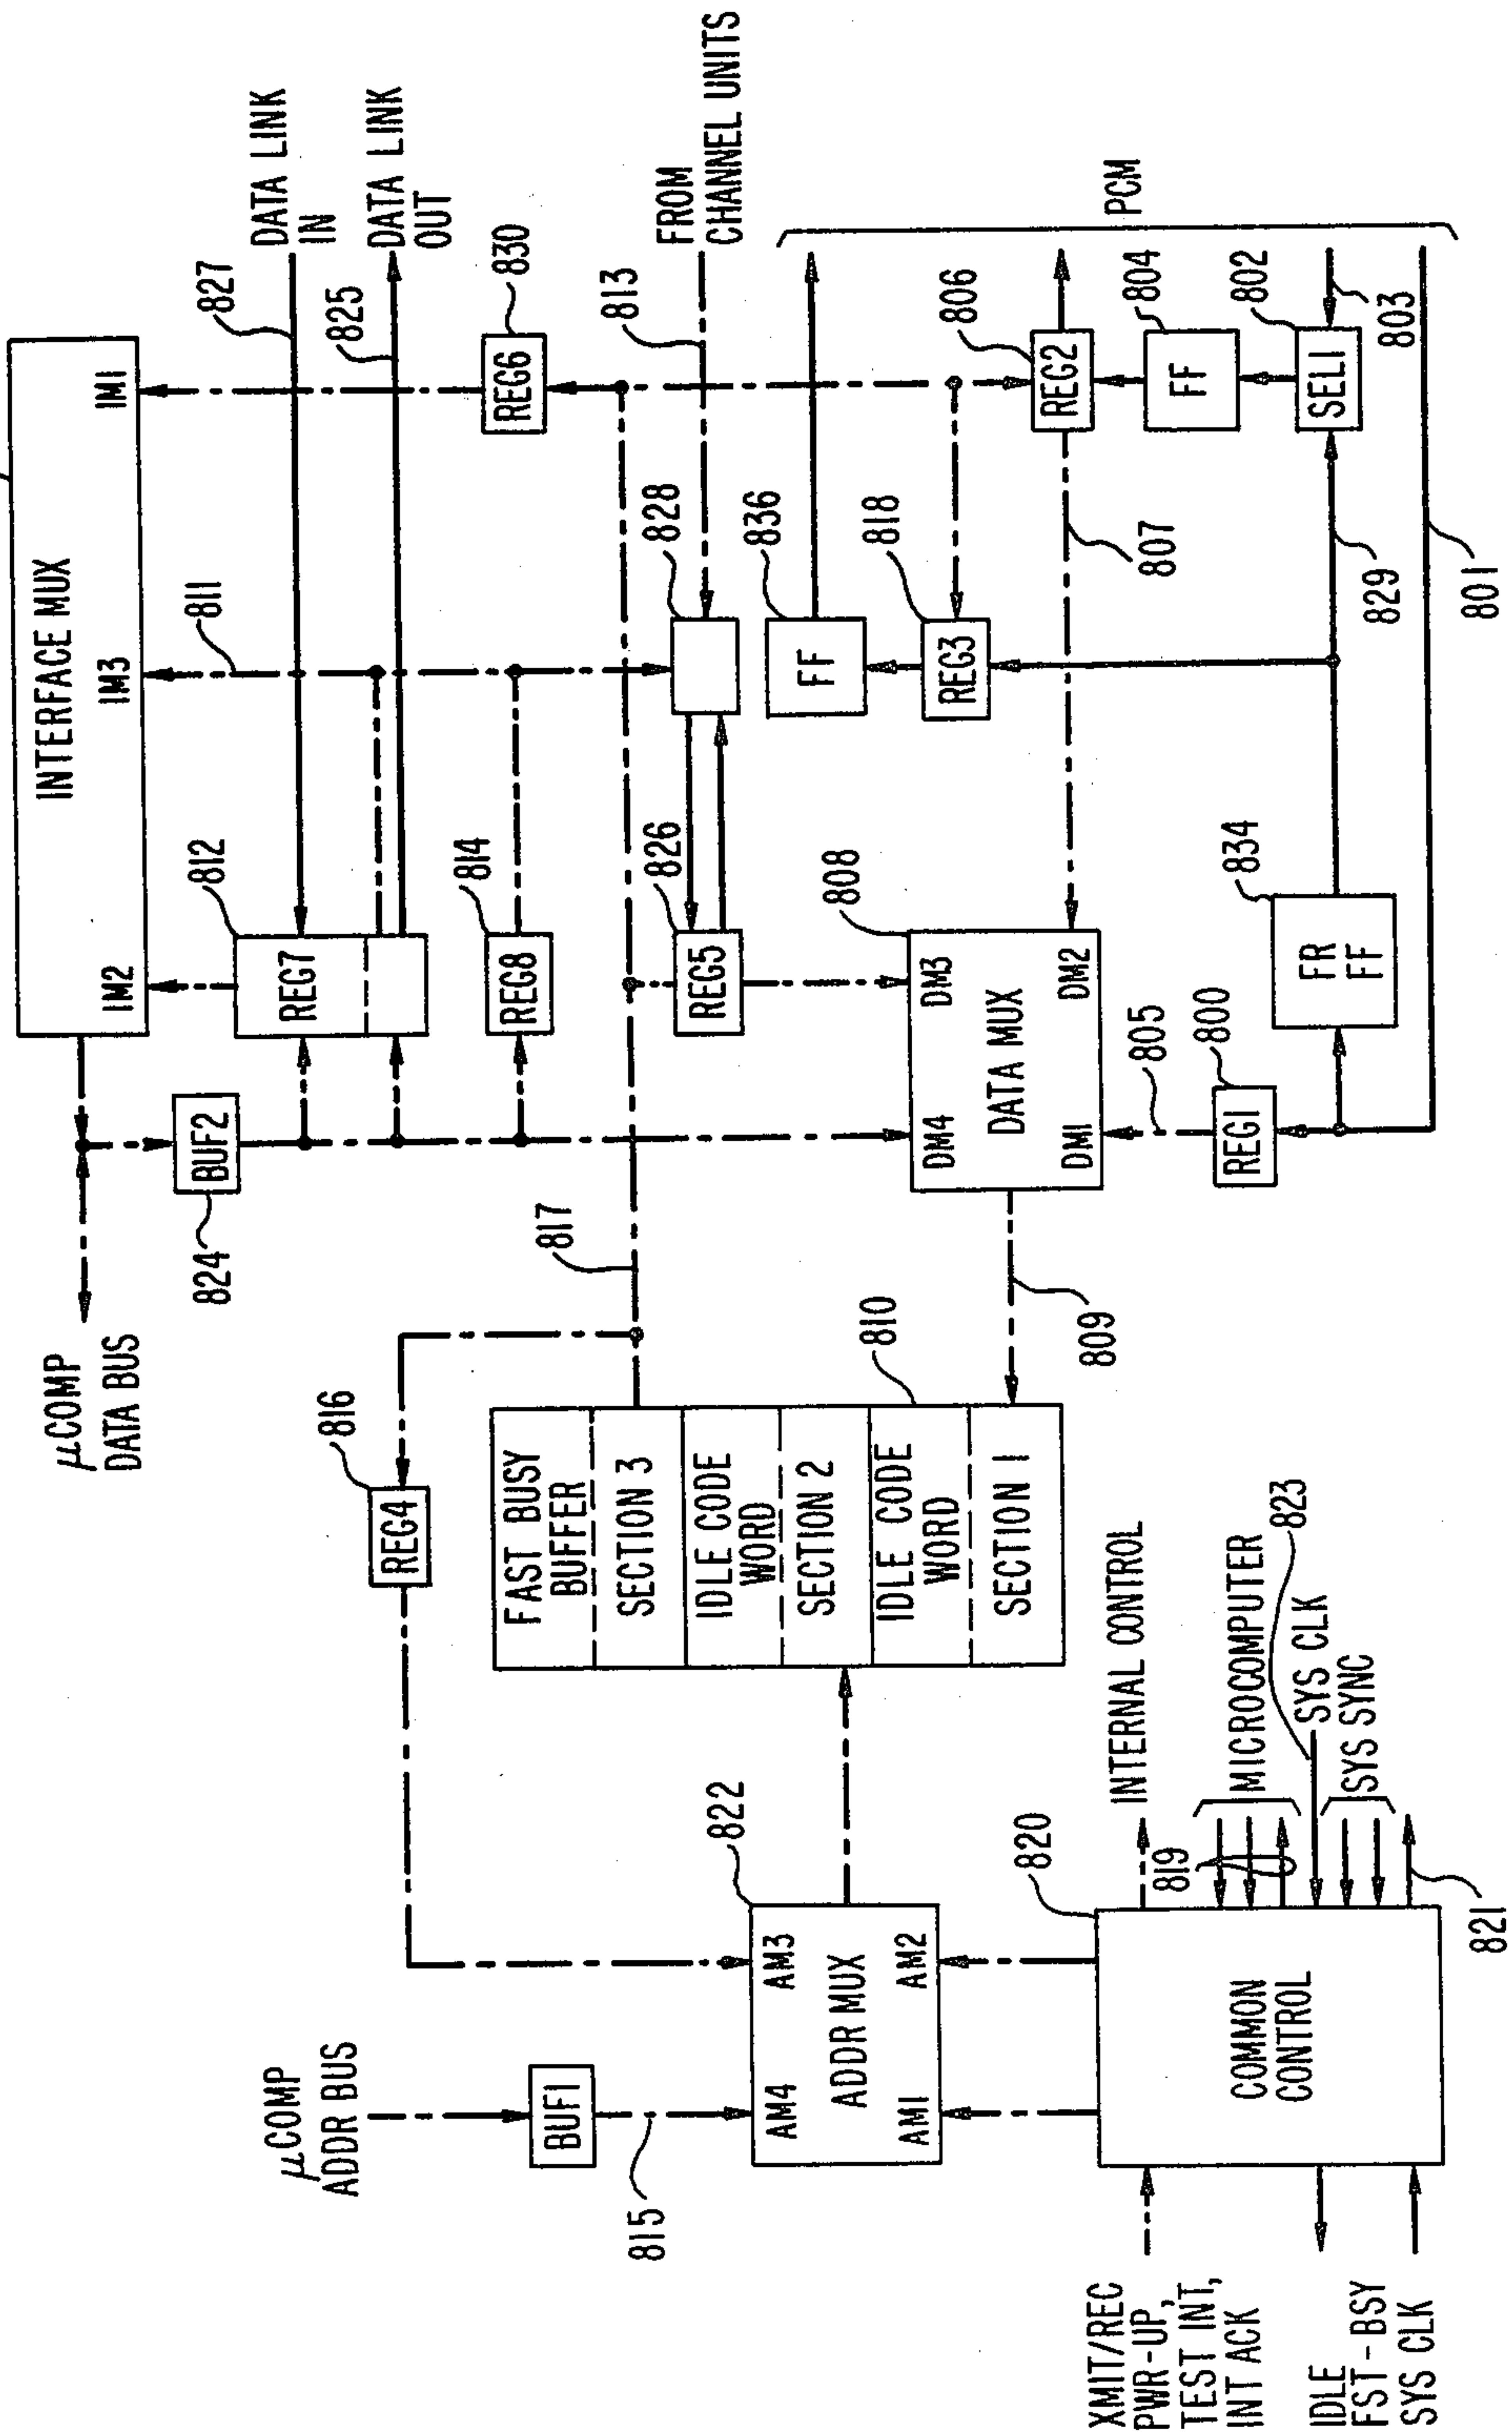 INTERFACE MUX
IM2
IM3
IM1
μCOMP
DATA BUS
BUF2
824
REG7
812
811
827
825
DATA LINK
IN
DATA LINK
OUT
REG8
814
REG6
830
REG5
826
828
813
FROM
CHANNEL UNITS
817
REG4
816
FAST BUSY
BUFFER
SECTION 3
IDLE CODE
WORD
SECTION 2
IDLE CODE
WORD
SECTION 1
810
809
DM4
DM3
DATA MUX
DM1
DM2
808
FF
836
REG3
818
807
REG2
806
FF
804
SEL1
802
803
PCM
REG1
800
805
FR
FF
834
829
801
μCOMP
ADDR BUS
BUF1
815
AM4
AM3
ADDR MUX
AM1
AM2
822
COMMON
CONTROL
820
INTERNAL CONTROL
819
MICROCOMPUTER
823
SYS CLK
SYS SYNC
821
XMIT/REC
PWR-UP,
TEST INT,
INT ACK
IDLE
FST-BSY
SYS CLK